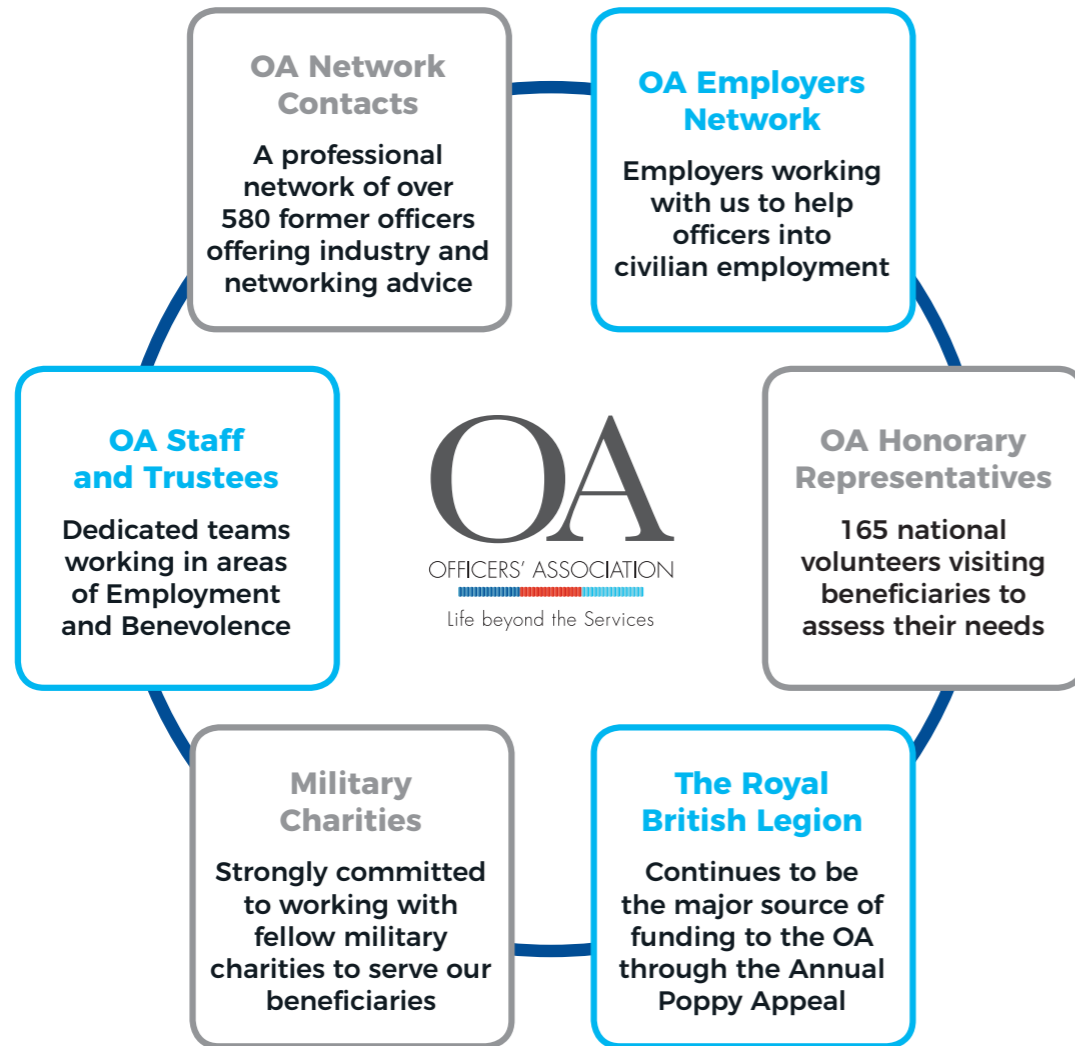 OA Network
Contacts
A professional
network of over
580 former officers
offering industry and
networking advice
OA Employers
Network
Employers working
with us to help
officers into
civilian employment
OA Staff
and Trustees
Dedicated teams
working in areas
of Employment
and Benevolence
OA
OFFICERS' ASSOCIATION
Life beyond the Services
OA Honorary
Representatives
165 national
volunteers visiting
beneficiaries to
assess their needs
Military
Charities
Strongly committed
to working with
fellow military
charities to serve our
beneficiaries
The Royal
British Legion
Continues to be
the major source of
funding to the OA
through the Annual
Poppy Appeal